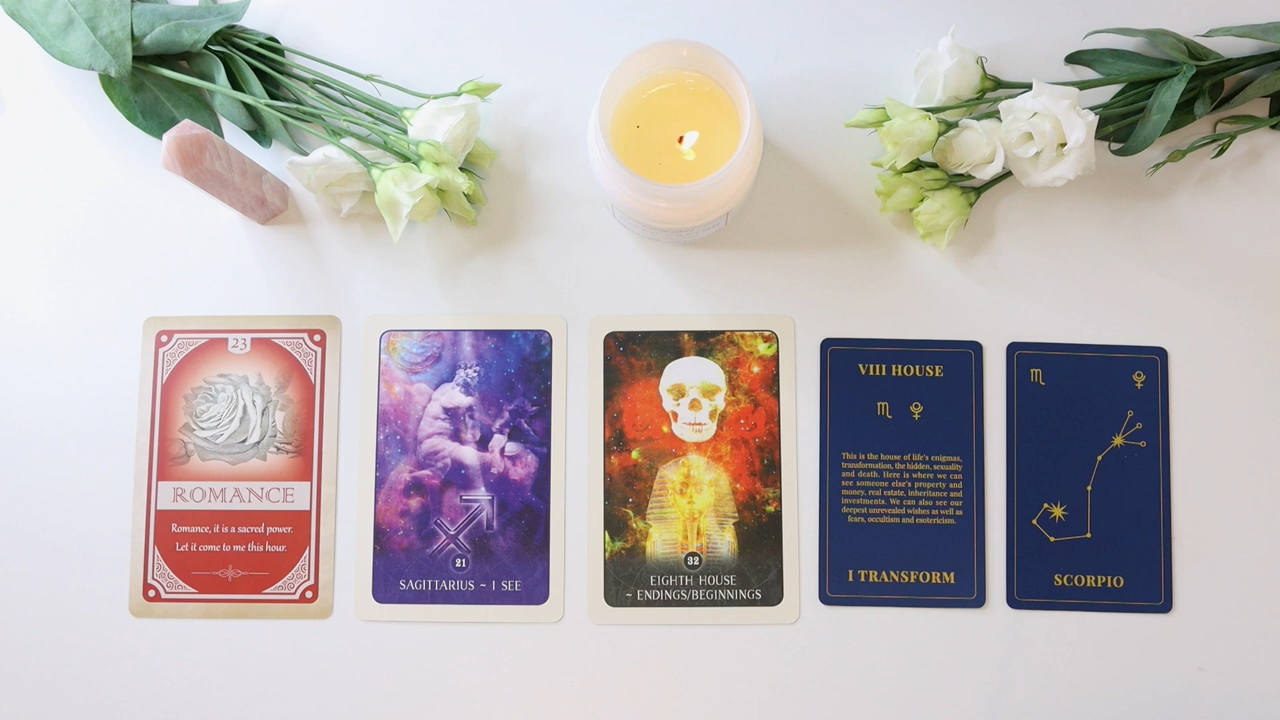 23
ROMANCE
Romance, it is a sacred power.
Let it come to me this hour.
21
SAGITTARIUS ~ I SEE
32
EIGHTH HOUSE
~ ENDINGS/BEGINNINGS
VIII HOUSE
♏ ♇
This is the house of life's enigmas,
transformation, the hidden, sexuality
and death. Here is where we can
see someone else's property and
money, real estate, inheritance and
investments. We can also see our
deepest unrevealed wishes as well as
fears, occultism and esotericism.
I TRANSFORM
♏ ♇
SCORPIO